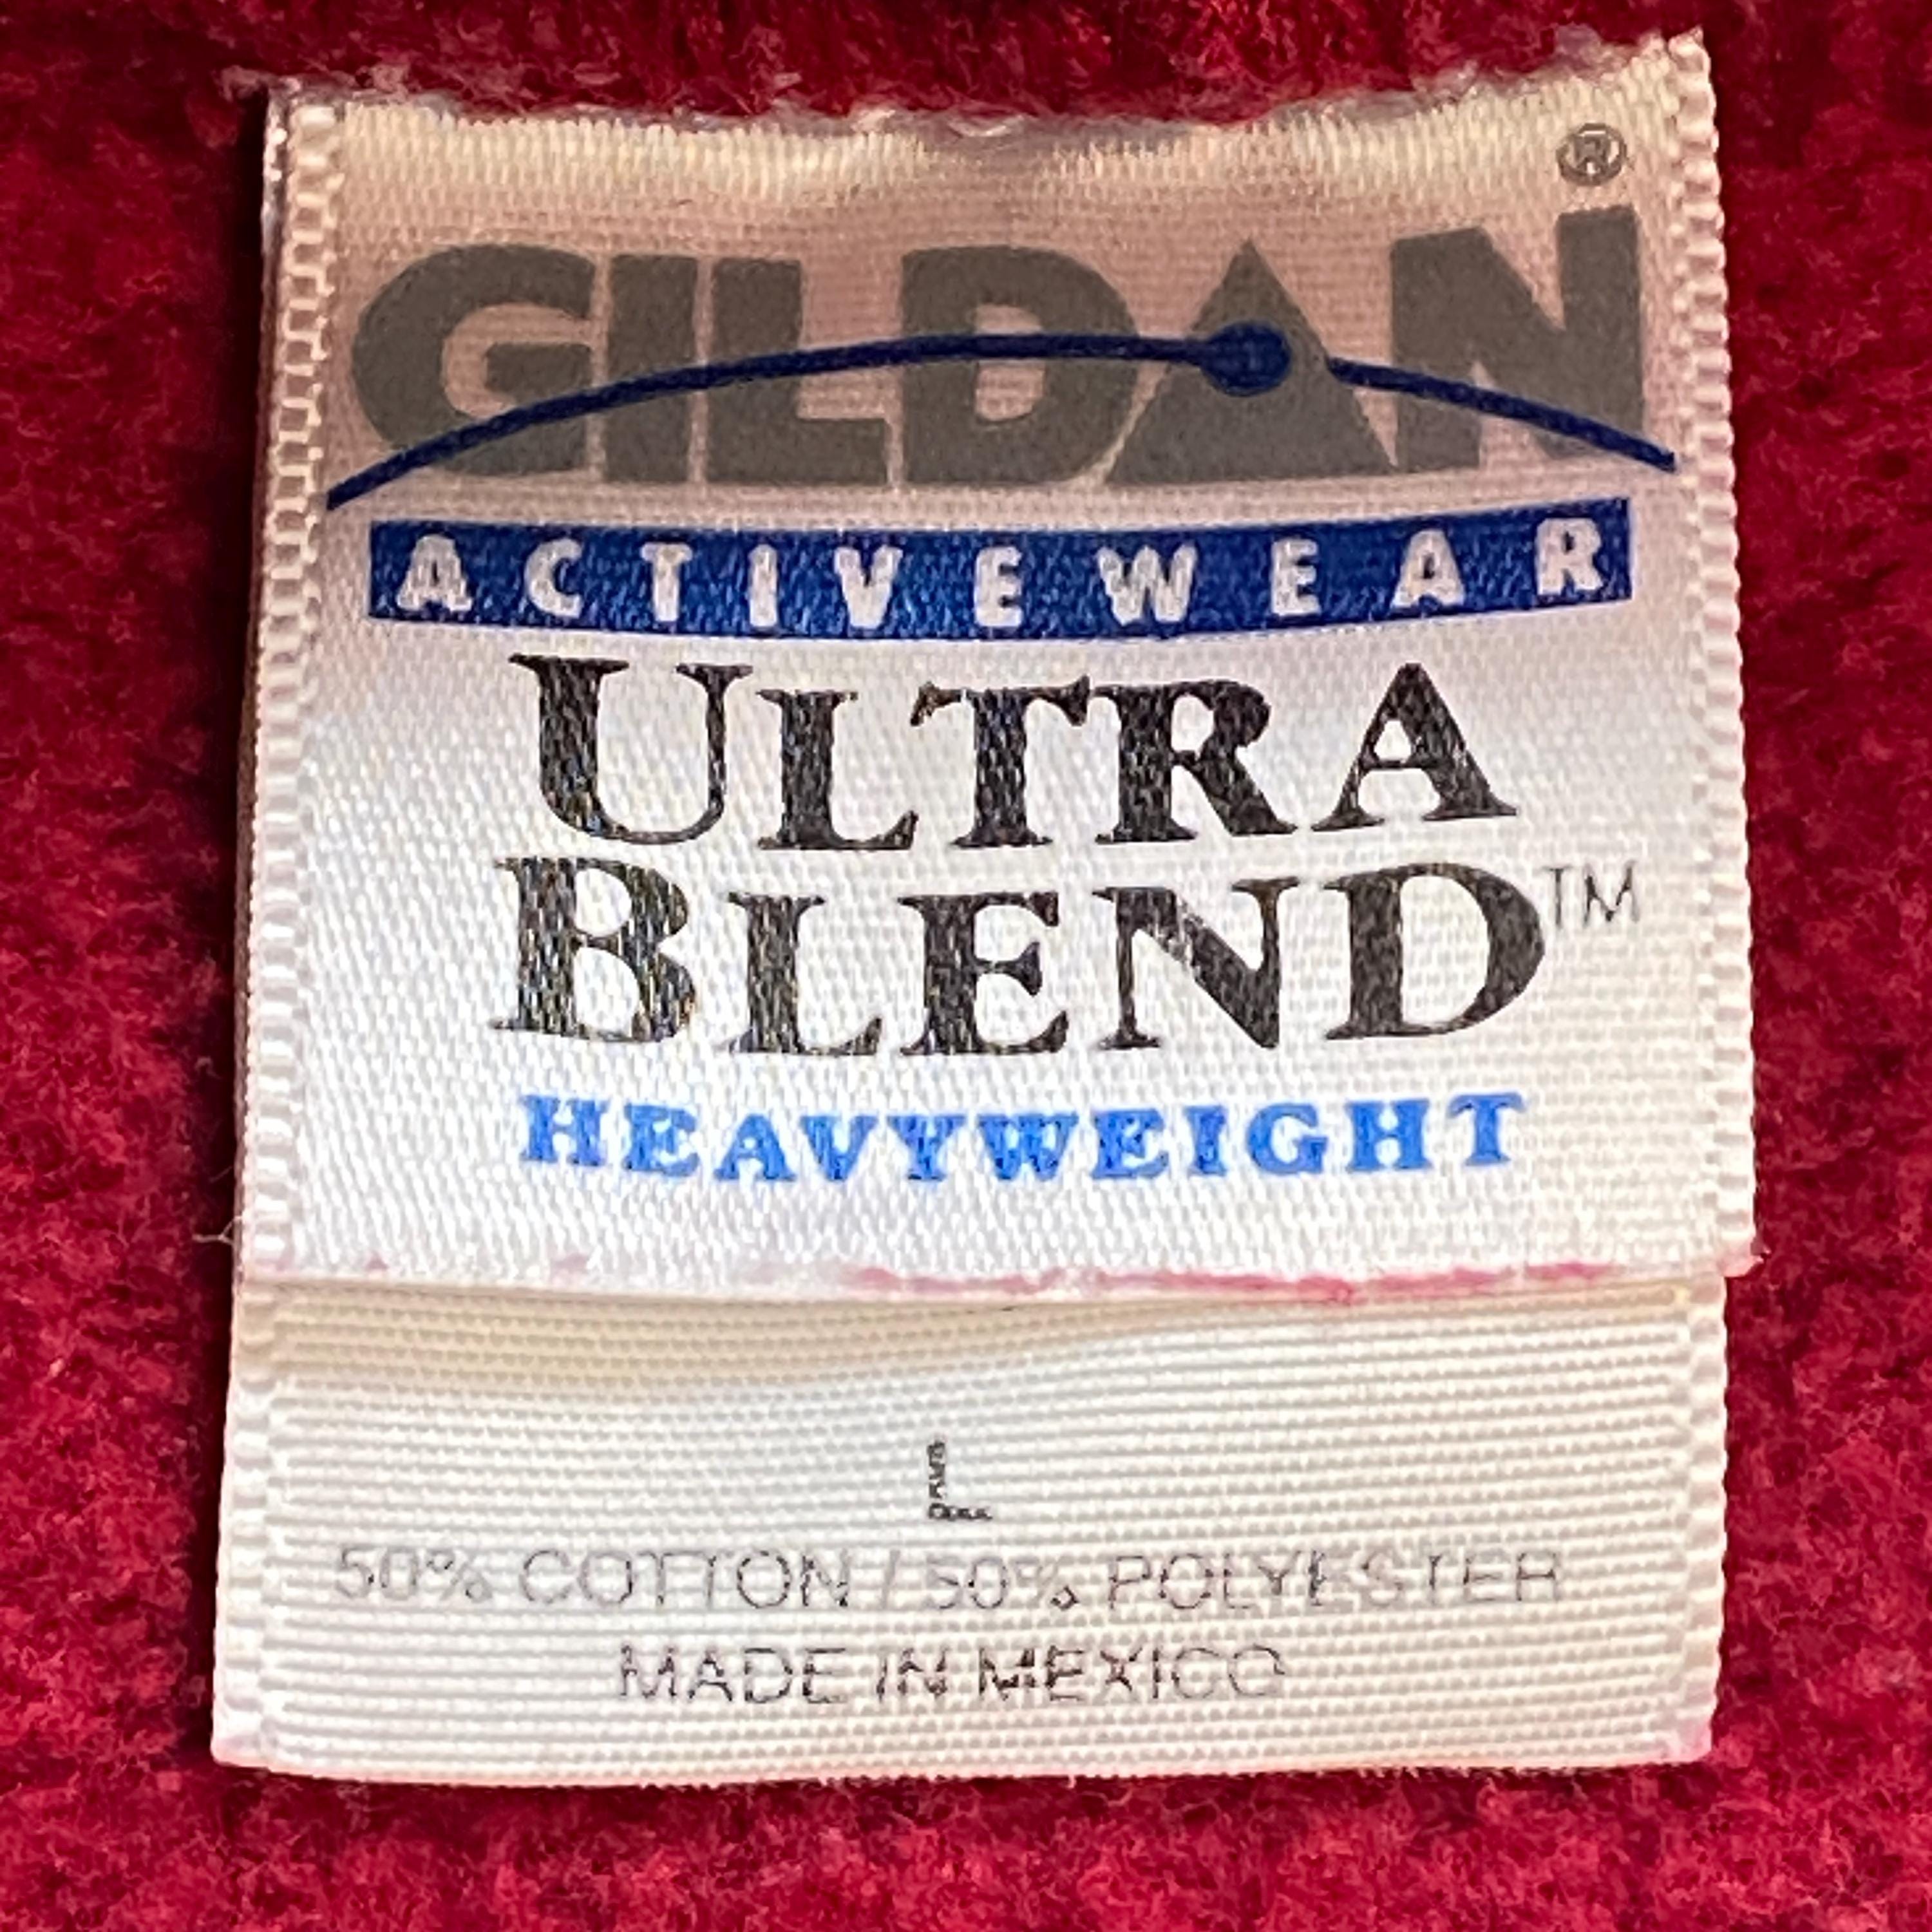 GILDAN®
ACTIVEWEAR
ULTRA
BLEND™
HEAVYWEIGHT
L
50% COTTON / 50% POLYESTER
MADE IN MEXICO